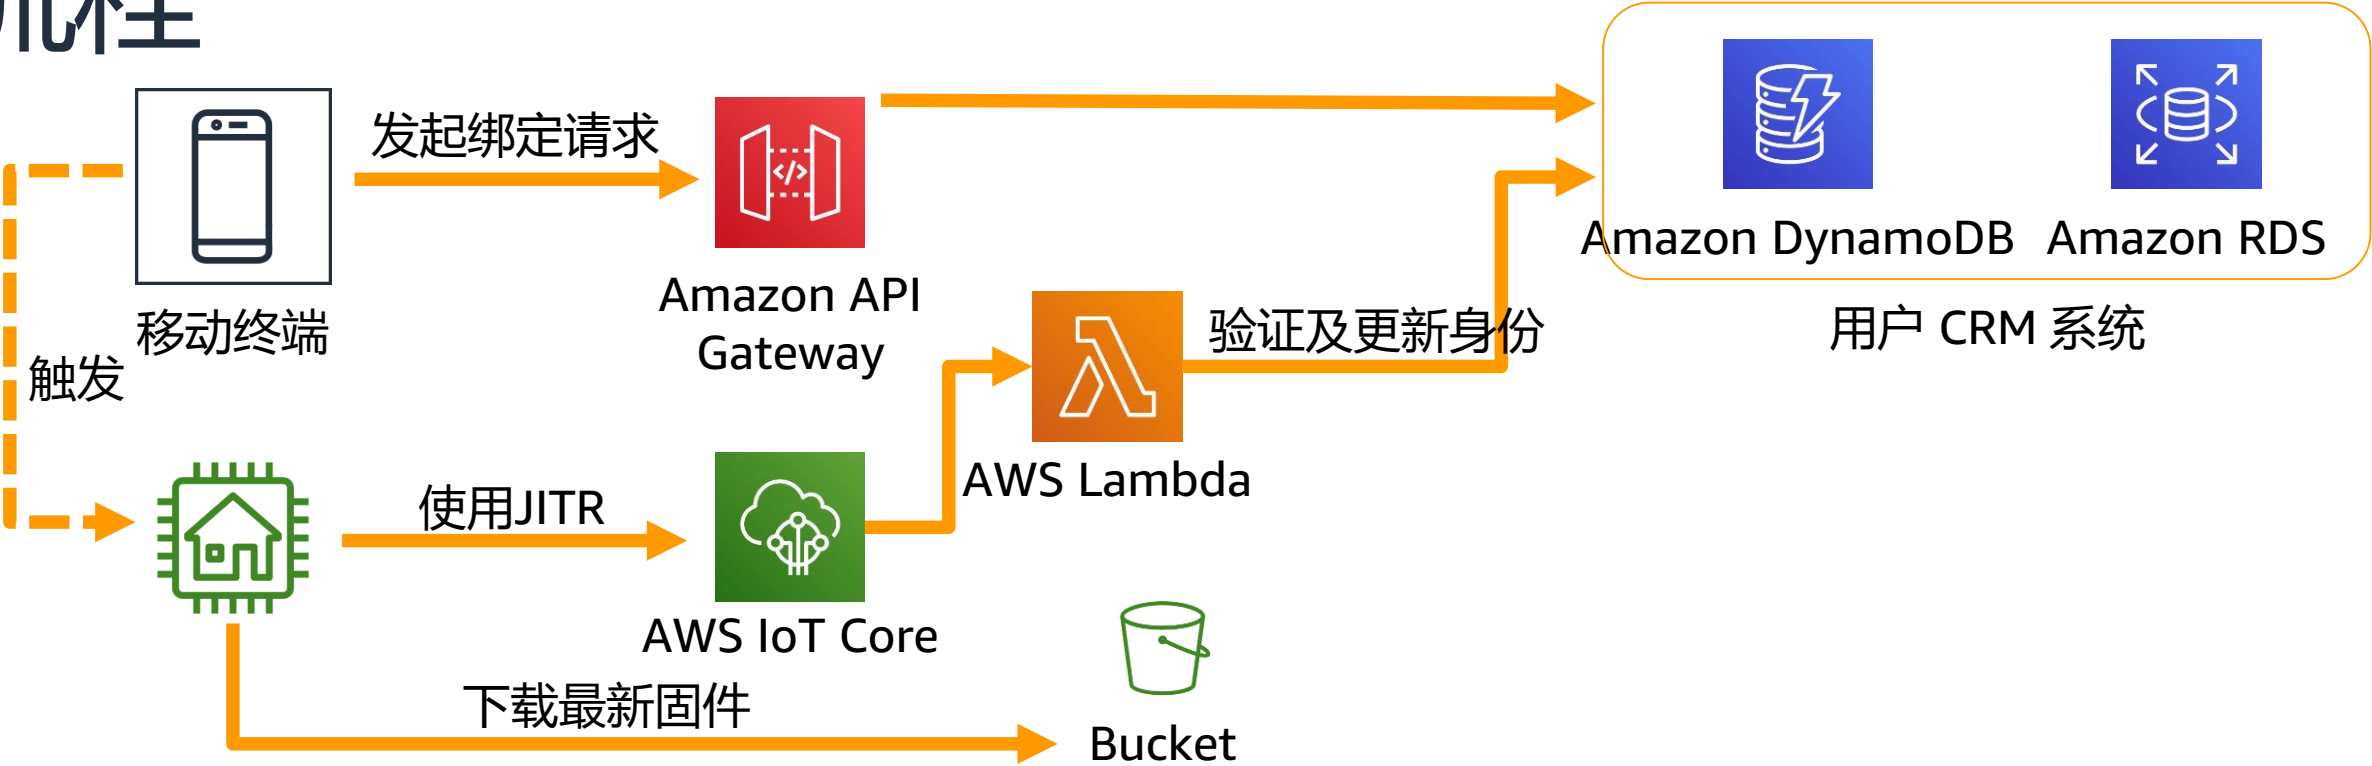 流程
发起绑定请求
Amazon API
Gateway
Amazon DynamoDB
Amazon RDS
用户 CRM 系统
移动终端
触发
验证及更新身份
AWS Lambda
使用JITR
AWS IoT Core
下载最新固件
Bucket